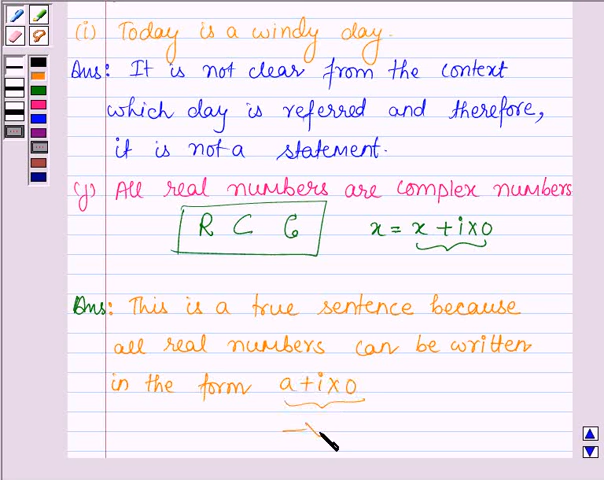 (i) Today is a windy day.
Ans: It is not clear from the context
which day is referred and therefore,
it is not a statement.
(j) All real numbers are complex numbers
R ⊂ C x = x + i×0
Ans: This is a true sentence because
all real numbers can be written
in the form a + i×0